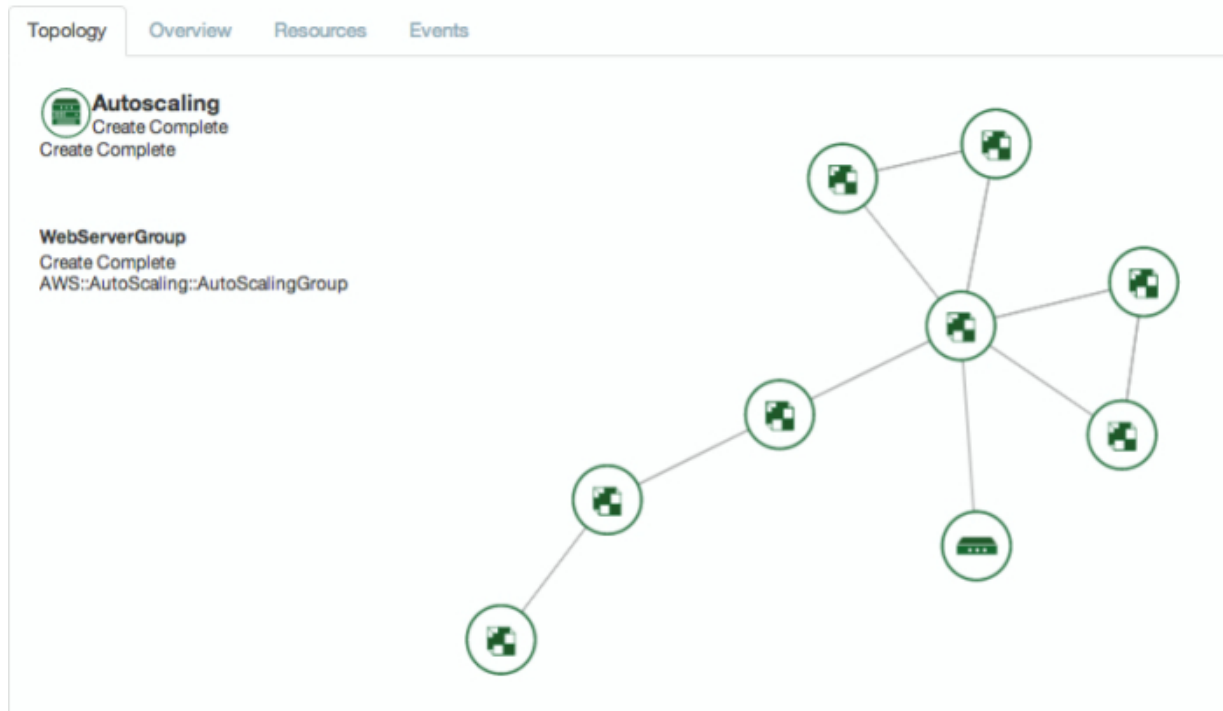 Topology Overview Resources Events
Autoscaling
Create Complete
Create Complete
WebServerGroup
Create Complete
AWS::AutoScaling::AutoScalingGroup